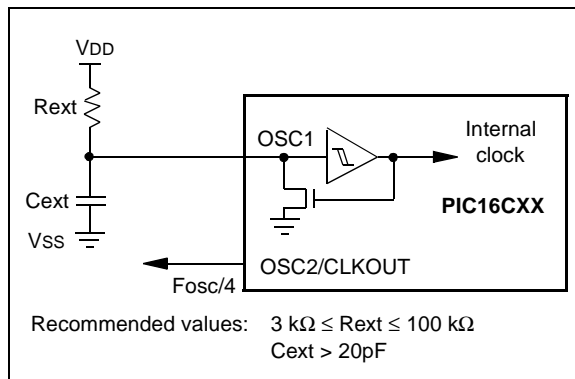 VDD
Rext
OSC1
Internal
clock
Cext
PIC16CXX
VSS
OSC2/CLKOUT
Fosc/4
Recommended values: 3 kΩ ≤ Rext ≤ 100 kΩ
Cext > 20pF